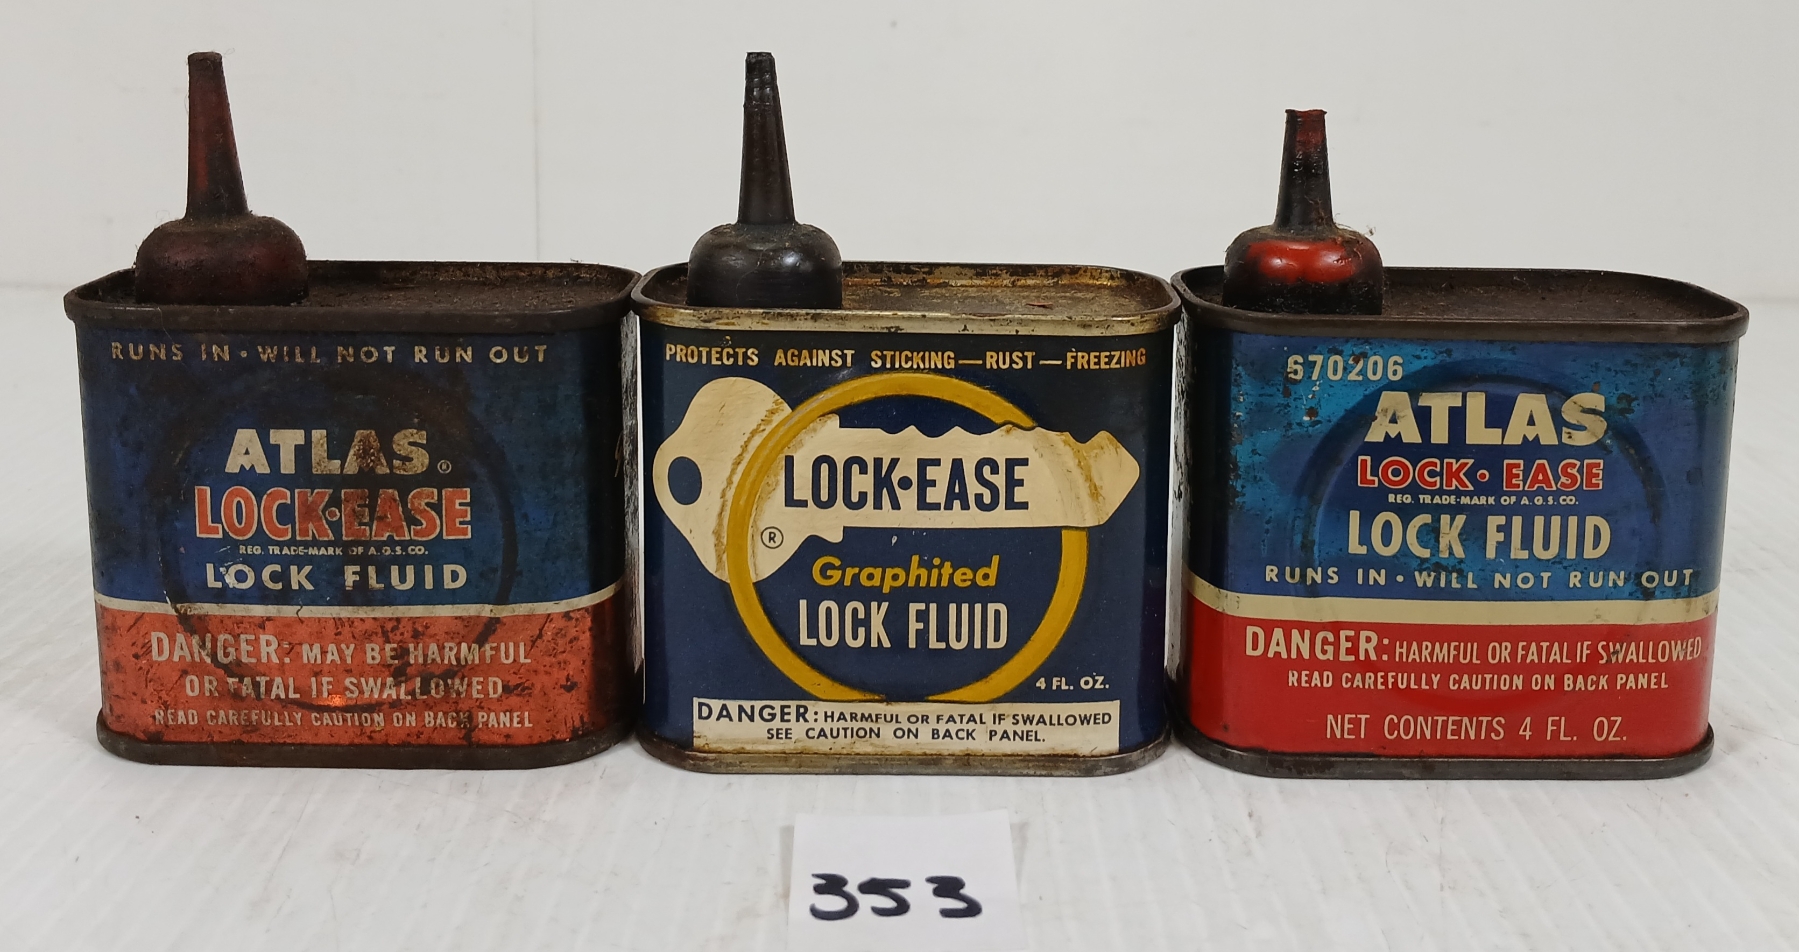 RUNS IN • WILL NOT RUN OUT
ATLAS®
LOCK•EASE
REG. TRADE-MARK OF A.G.S. CO.
LOCK FLUID
DANGER: MAY BE HARMFUL
OR FATAL IF SWALLOWED
READ CAREFULLY CAUTION ON BACK PANEL
PROTECTS AGAINST STICKING—RUST—FREEZING
LOCK•EASE
®
Graphited
LOCK FLUID
4 FL. OZ.
DANGER: HARMFUL OR FATAL IF SWALLOWED
SEE CAUTION ON BACK PANEL.
670206
ATLAS
LOCK•EASE
REG. TRADE-MARK OF A.G.S. CO.
LOCK FLUID
RUNS IN • WILL NOT RUN OUT
DANGER: HARMFUL OR FATAL IF SWALLOWED
READ CAREFULLY CAUTION ON BACK PANEL
NET CONTENTS 4 FL. OZ.
353